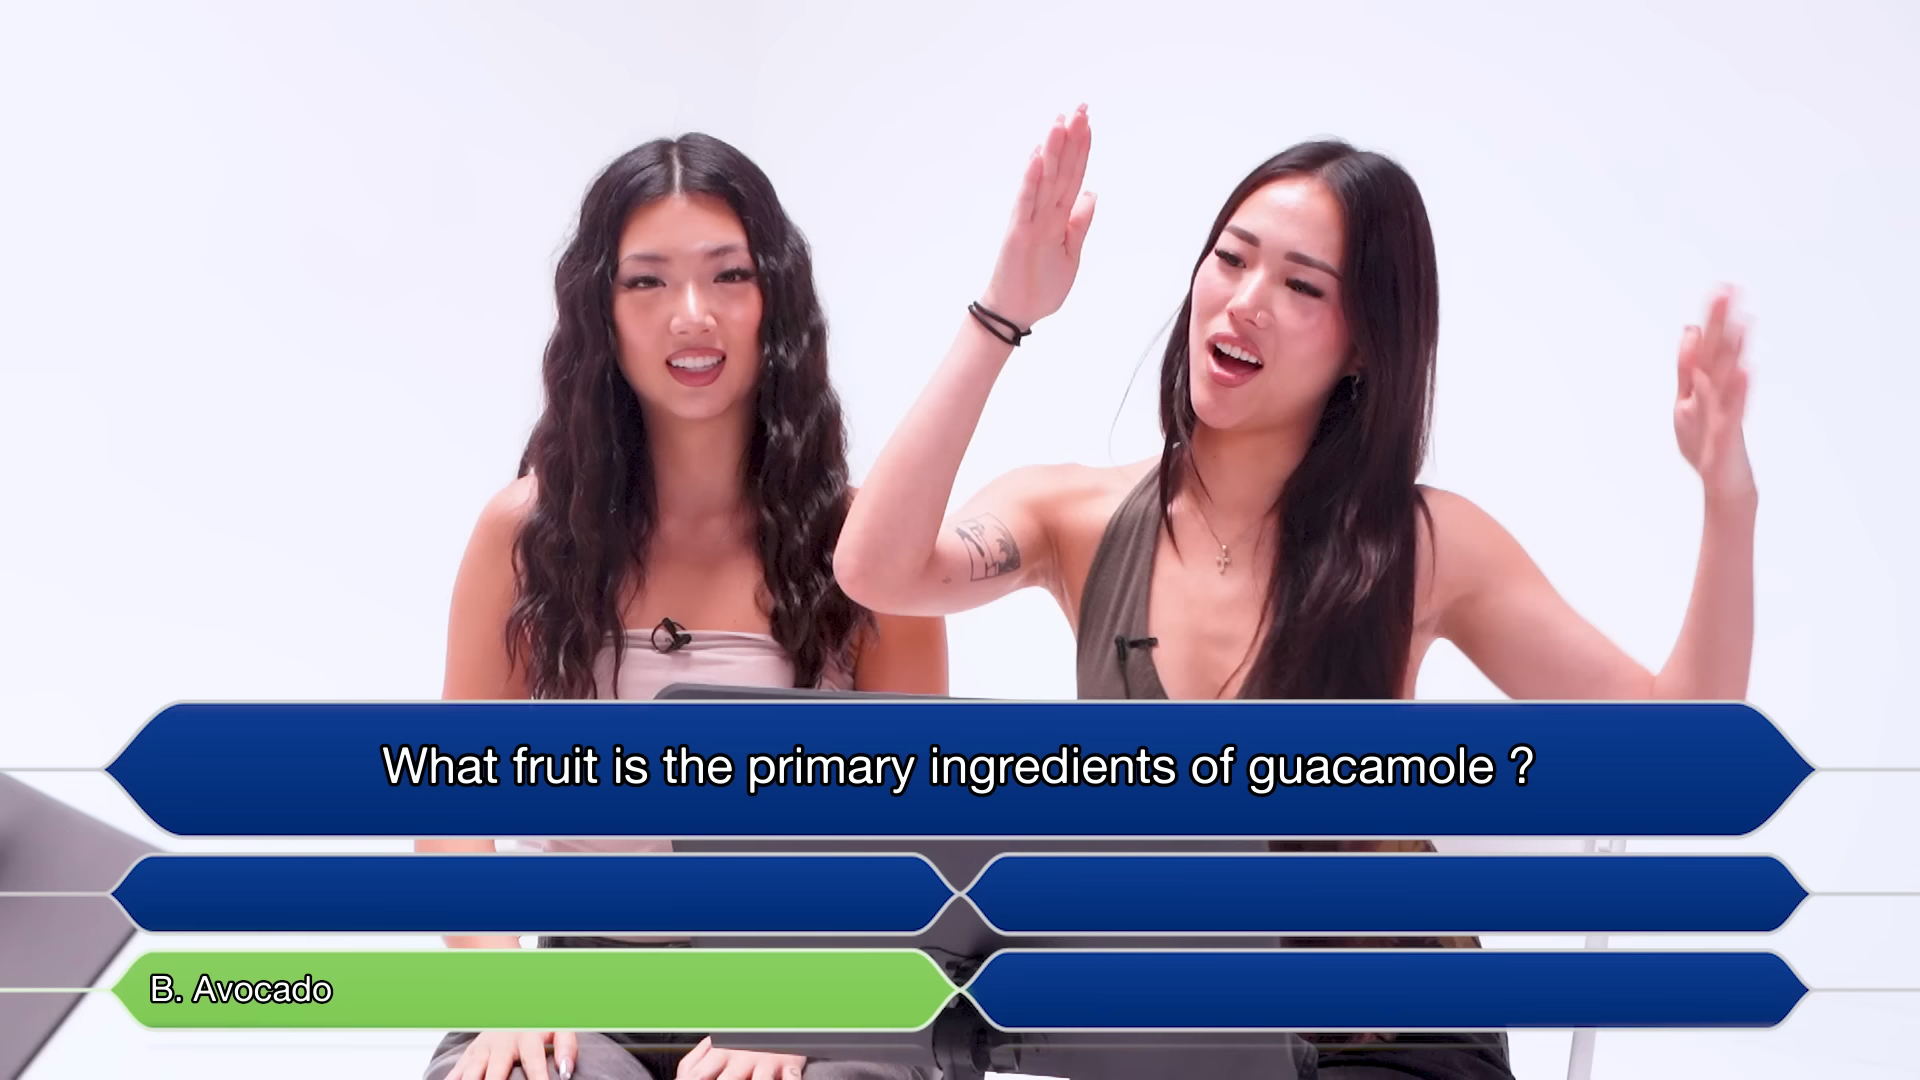 What fruit is the primary ingredients of guacamole ?
B. Avocado